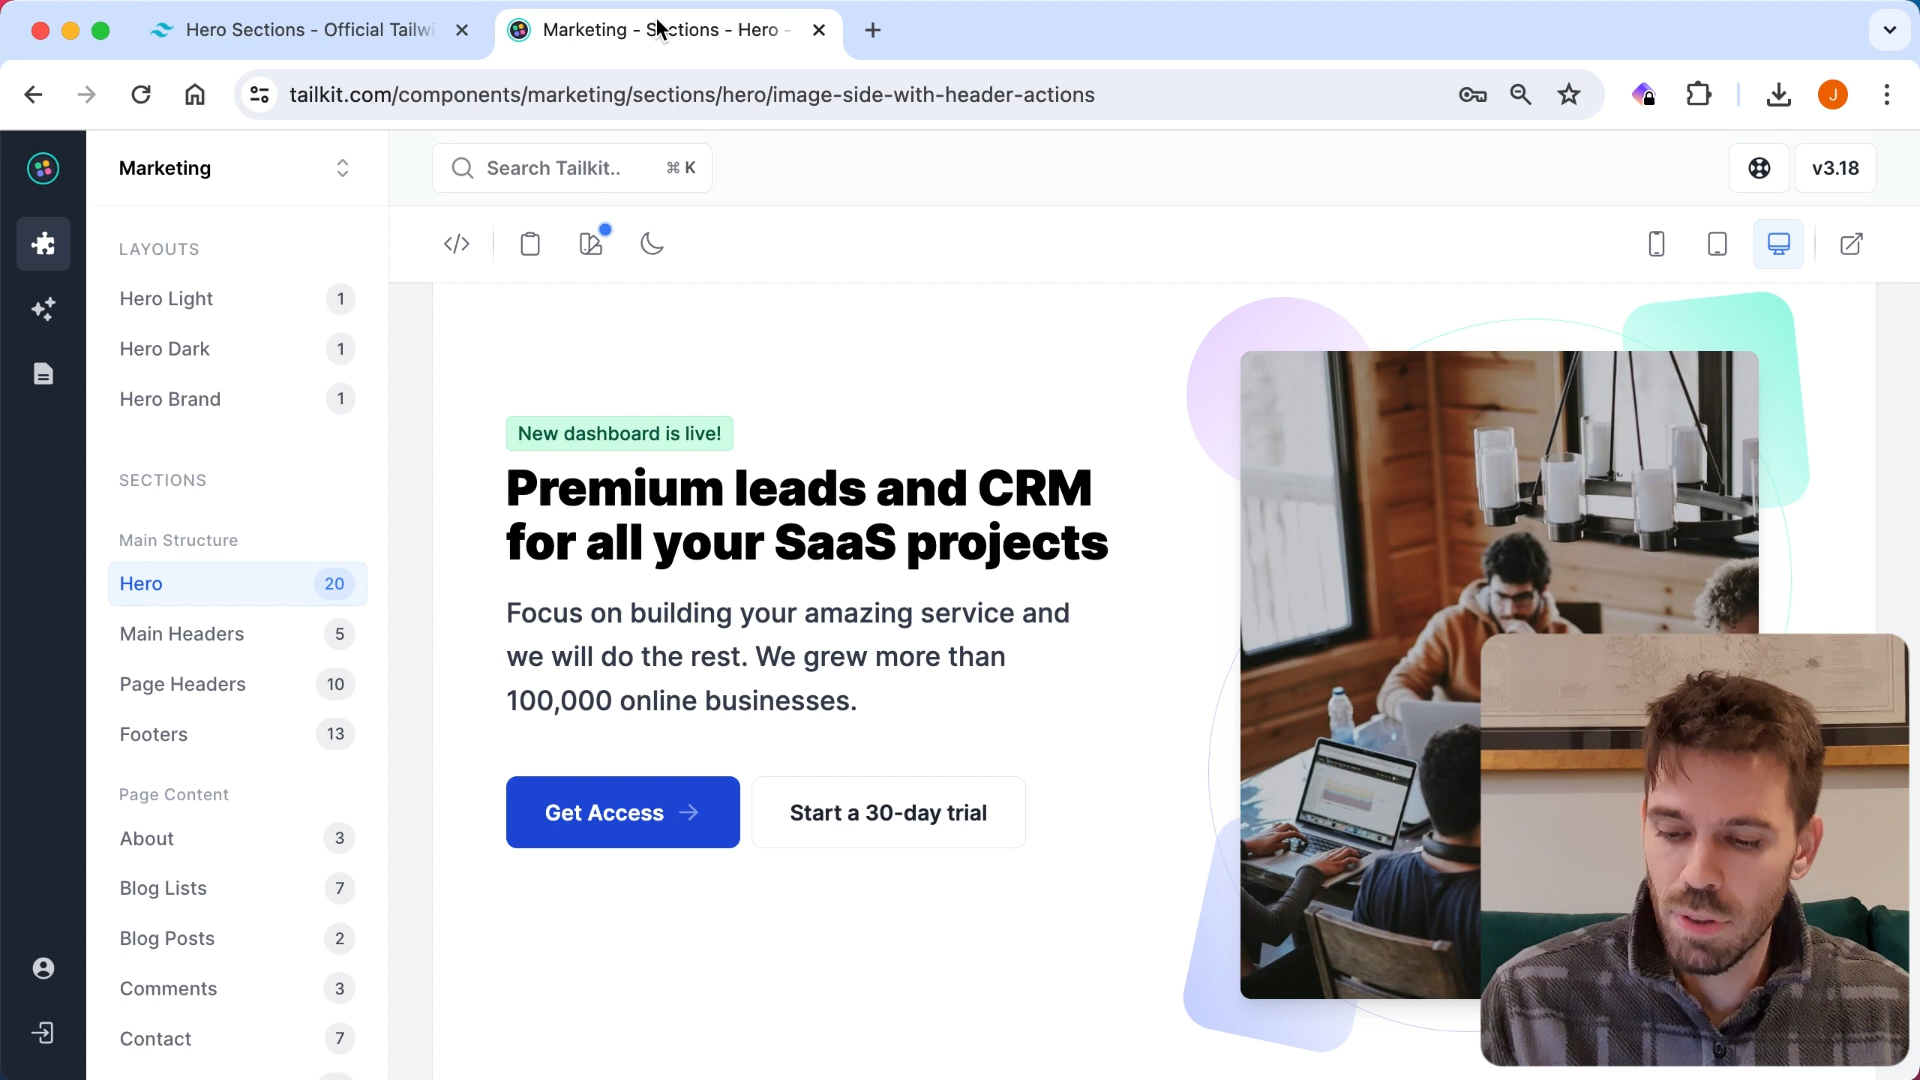 Hero Sections - Official Tailwi
Marketing - Sections - Hero -
tailkit.com/components/marketing/sections/hero/image-side-with-header-actions
J
Marketing
Search Tailkit..
⌘ K
v3.18
LAYOUTS
Hero Light 1
Hero Dark 1
Hero Brand 1
SECTIONS
Main Structure
Hero 20
Main Headers 5
Page Headers 10
Footers 13
Page Content
About 3
Blog Lists 7
Blog Posts 2
Comments 3
Contact 7
New dashboard is live!
Premium leads and CRM
for all your SaaS projects
Focus on building your amazing service and
we will do the rest. We grew more than
100,000 online businesses.
Get Access
Start a 30-day trial